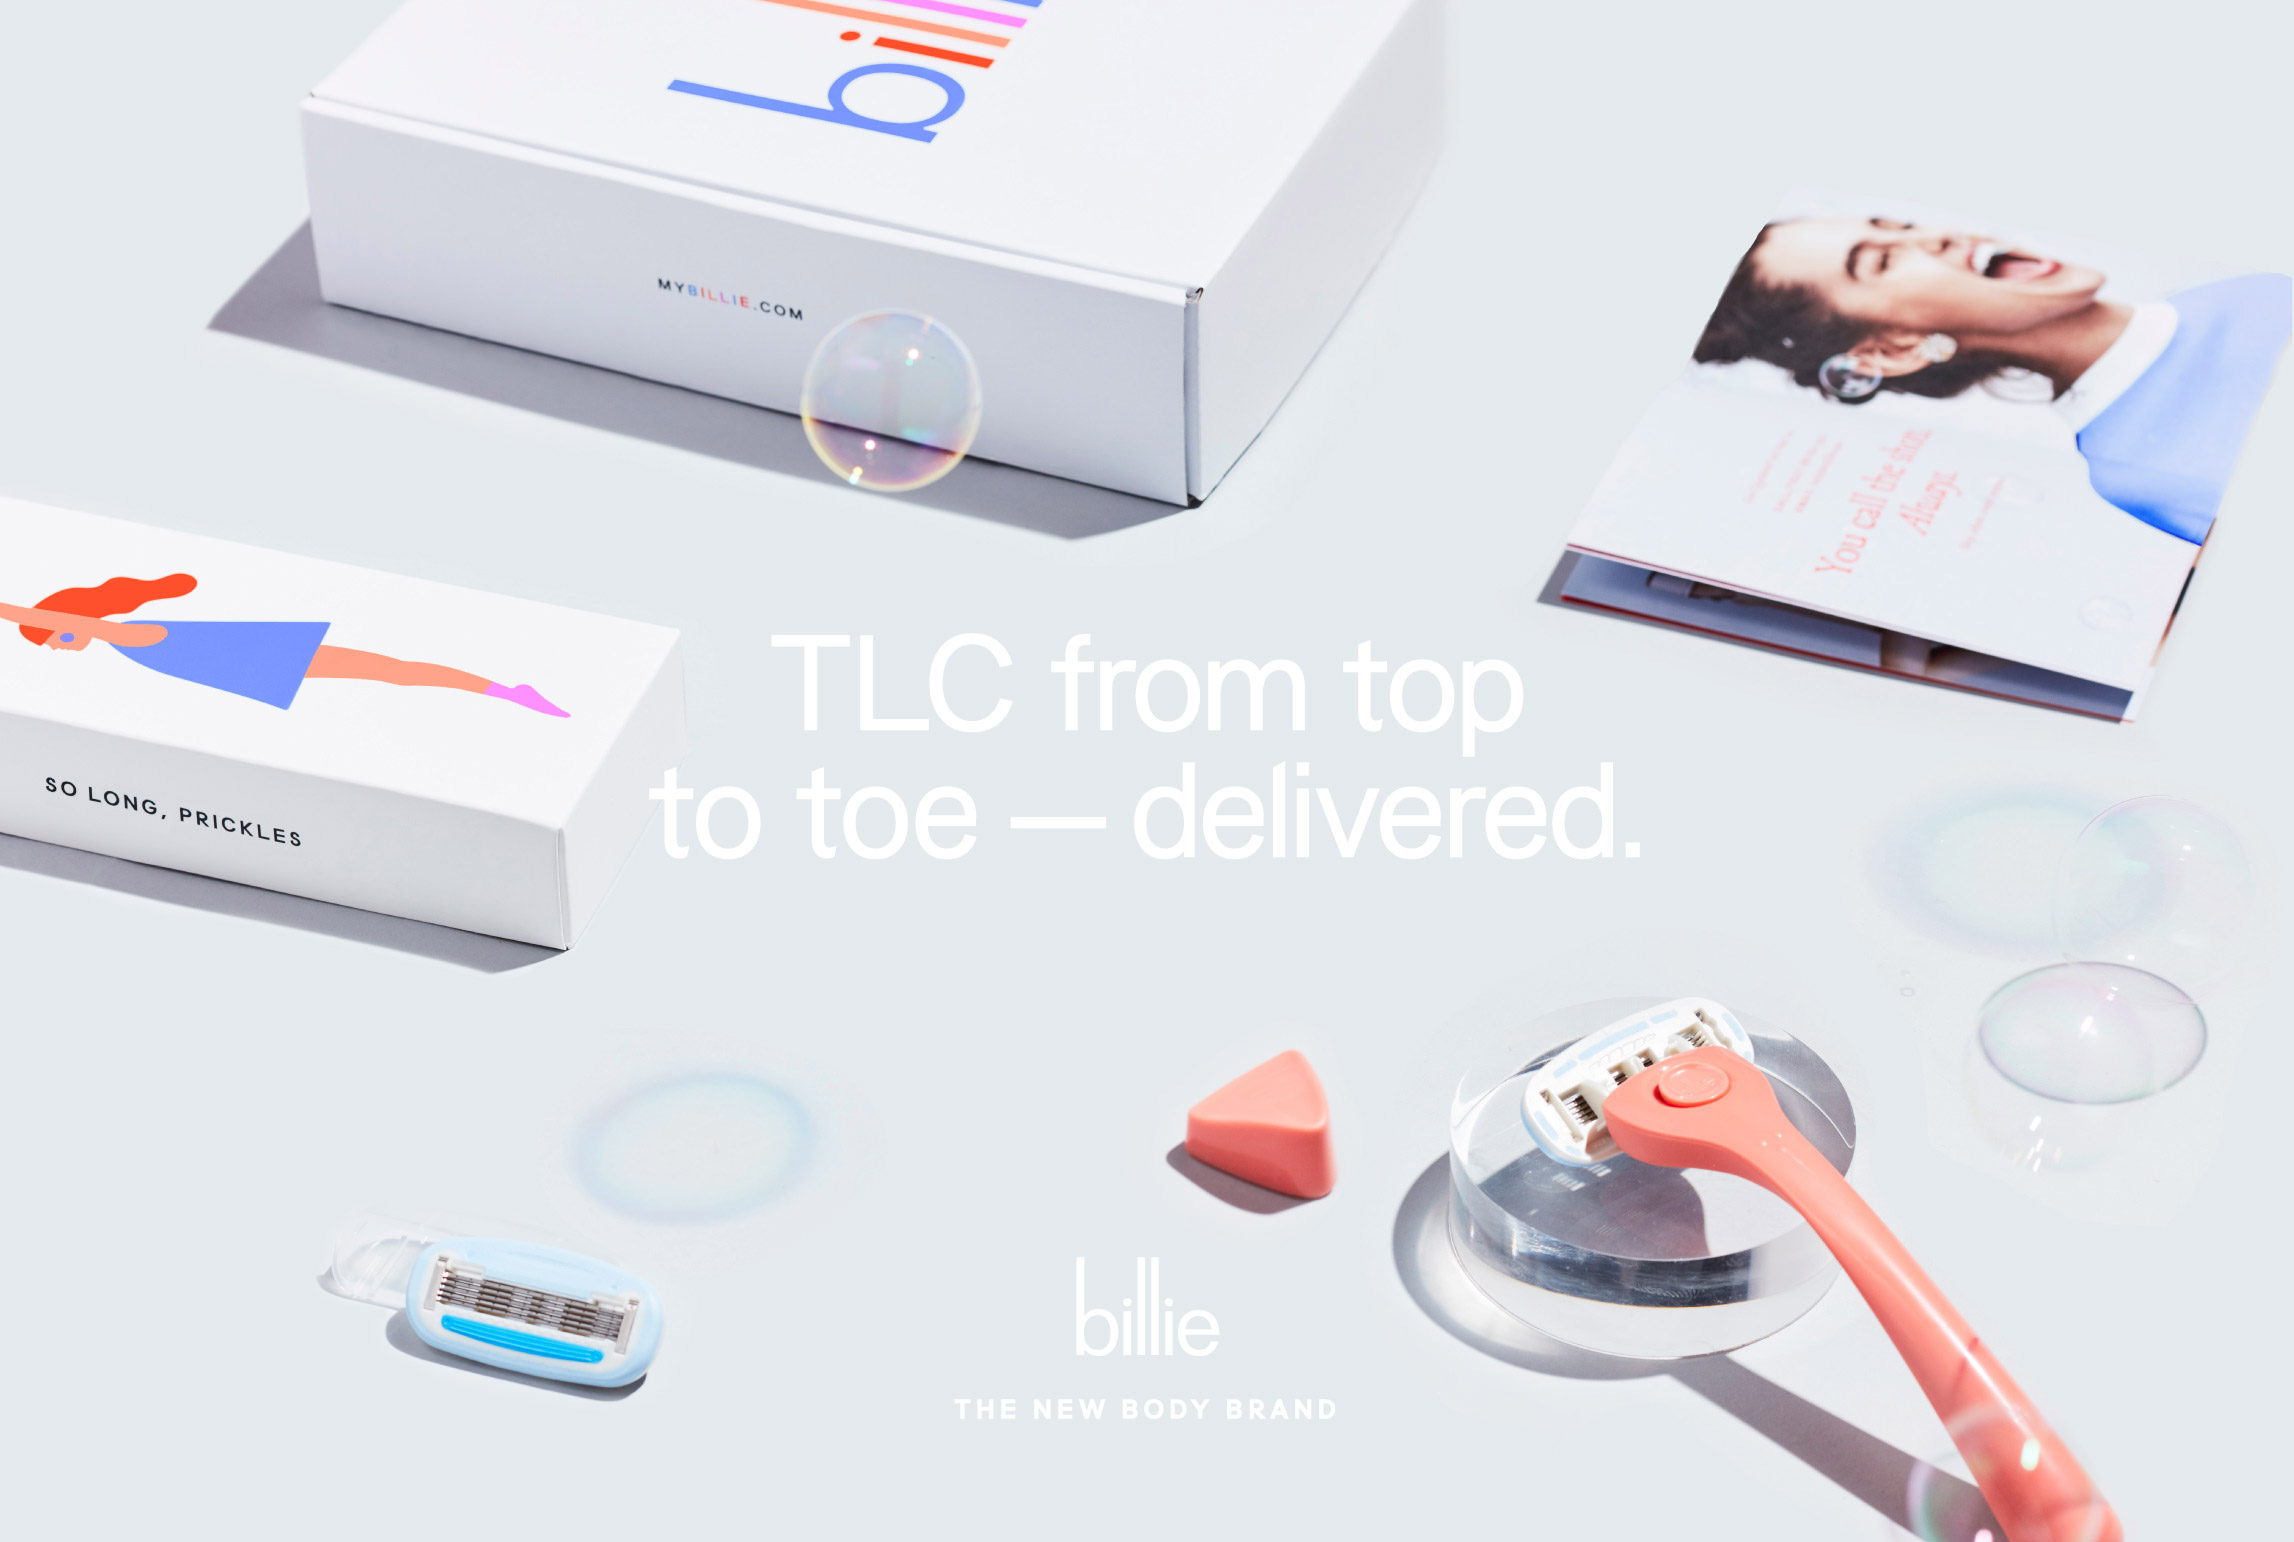 bill
MYBILLIE.COM
You call the shots.
Always.
TLC from top
to toe — delivered.
SO LONG, PRICKLES
billie
THE NEW BODY BRAND